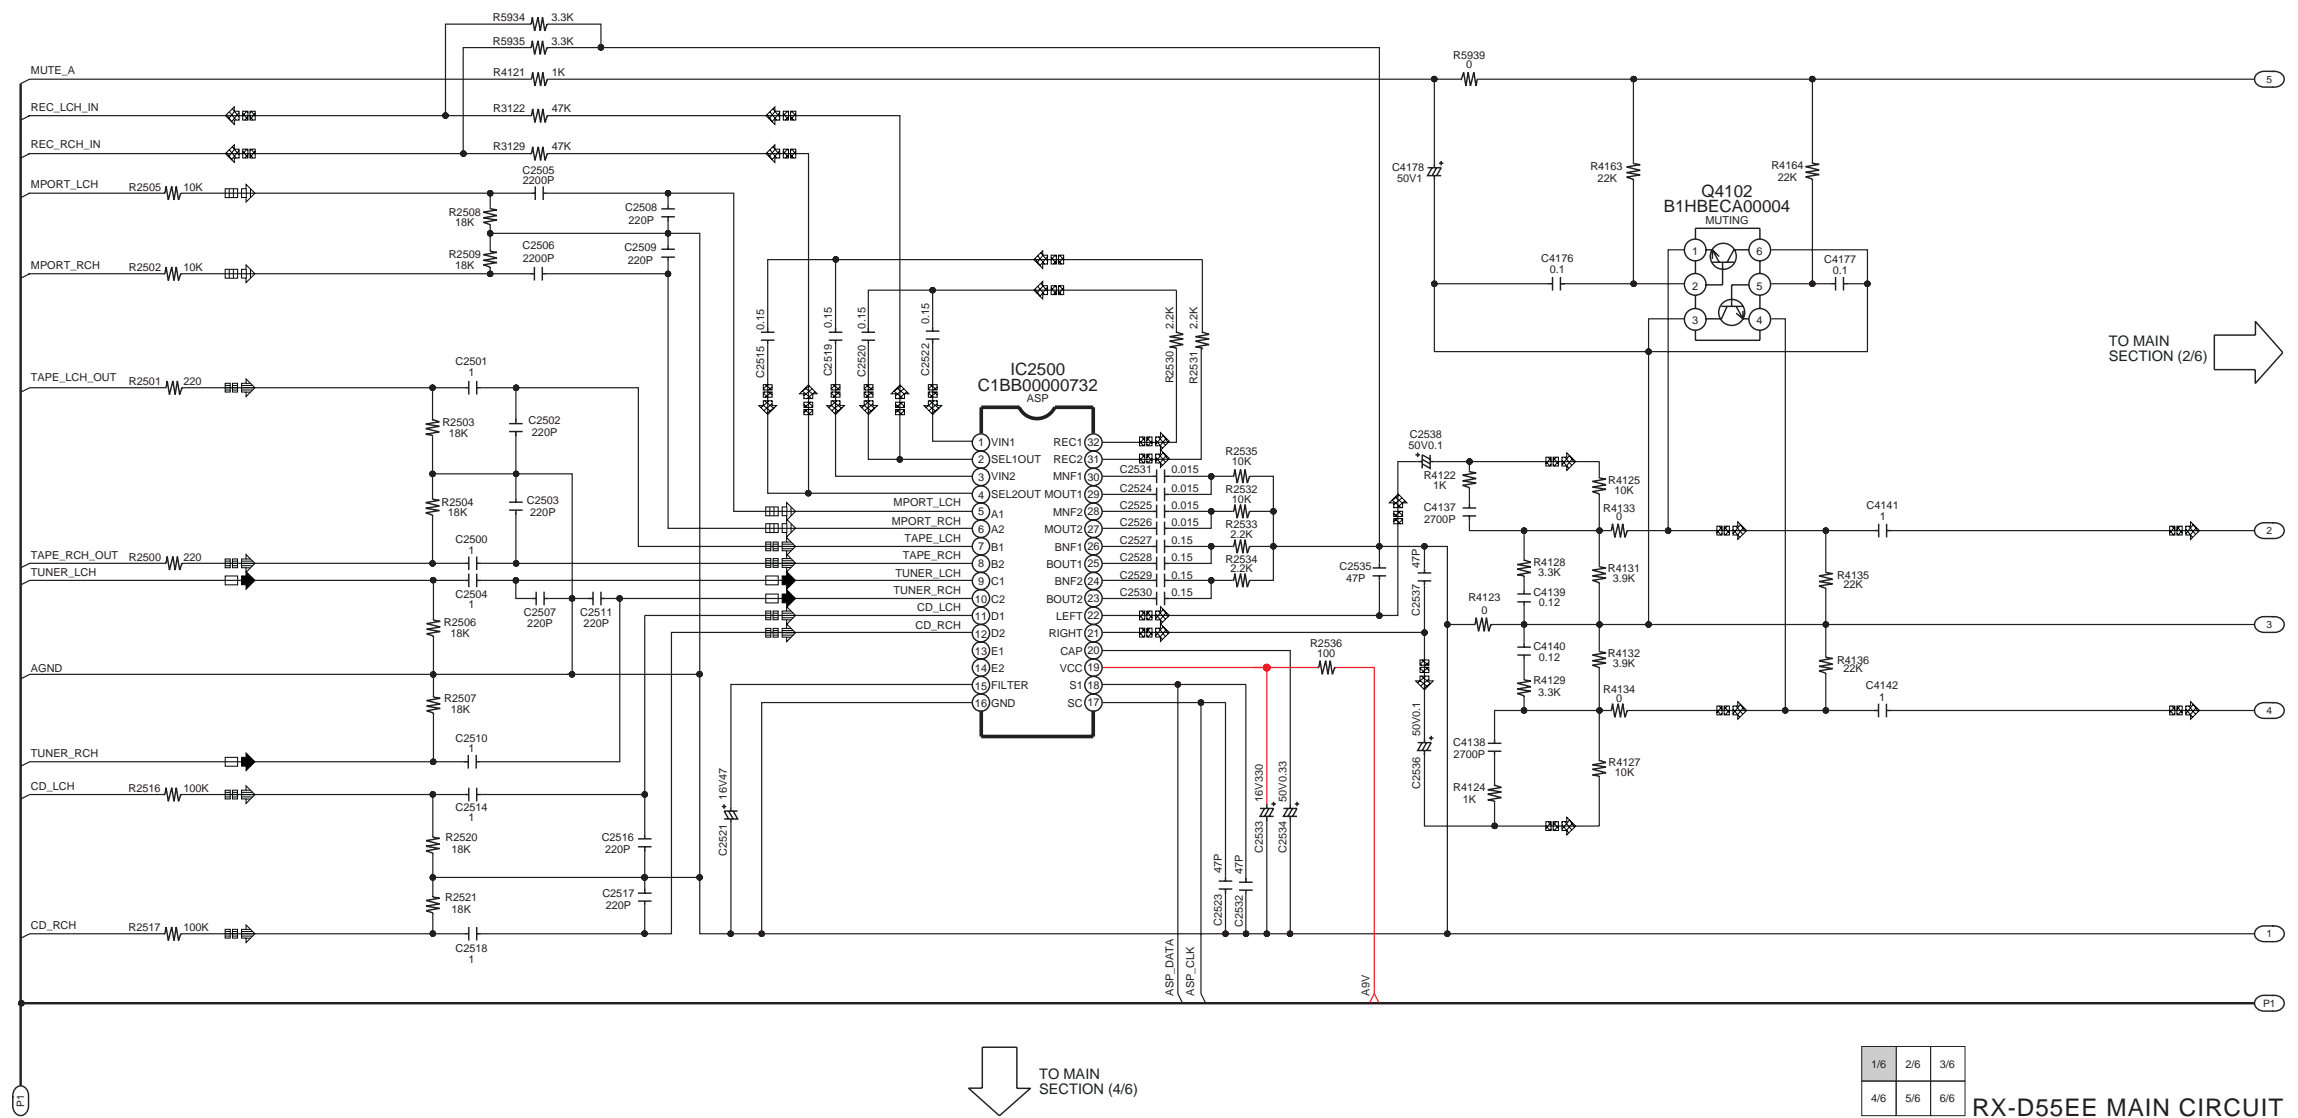 R5934 3.3K
R5935 3.3K
MUTE_A R4121 1K
R5939
0
5
REC_LCH_IN R3122 47K
REC_RCH_IN R3129 47K
MPORT_LCH R2505 10K
C2505
2200P
R2508
18K
C2508
220P
C4178
50V1
R4163
22K
R4164
22K
Q4102
B1HBECA00004
MUTING
1 6
2 5
3 4
R2509
18K
C2506
2200P
C2509
220P
MPORT_RCH R2502 10K
C4176
0.1
C4177
0.1
C2515 0.15
C2519 0.15
C2520 0.15
C2522 0.15
R2530 2.2K
R2531 2.2K
TO MAIN
SECTION (2/6)
TAPE_LCH_OUT R2501 220
C2501
1
IC2500
C1BB00000732
ASP
R2503
18K
C2502
220P
R2504
18K
C2503
220P
TAPE_RCH_OUT R2500 220
C2500
1
TUNER_LCH
C2504
1
C2507
220P
C2511
220P
R2506
18K
AGND
R2507
18K
TUNER_RCH
C2510
1
CD_LCH R2516 100K
C2514
1
R2520
18K
C2516
220P
R2521
18K
C2517
220P
CD_RCH R2517 100K
C2518
1
MPORT_LCH
MPORT_RCH
TAPE_LCH
TAPE_RCH
TUNER_LCH
TUNER_RCH
CD_LCH
CD_RCH
1 VIN1 REC1 32
2 SEL1OUT REC2 31
3 VIN2 MNF1 30
4 SEL2OUT MOUT1 29
5 A1 MNF2 28
6 A2 MOUT2 27
7 B1 BNF1 26
8 B2 BOUT1 25
9 C1 BNF2 24
10 C2 BOUT2 23
11 D1 LEFT 22
12 D2 RIGHT 21
13 E1 CAP 20
14 E2 VCC 19
15 FILTER S1 18
16 GND SC 17
C2531 0.015
C2524 0.015
C2525 0.015
C2526 0.015
C2527 0.15
C2528 0.15
C2529 0.15
C2530 0.15
R2535
10K
R2532
10K
R2533
2.2K
R2534
2.2K
R2536
100
C2535
47P
C2537 47P
C2538
50V0.1
R4122
1K
C4137
2700P
R4125
10K
R4133
0
C4141
1
2
R4128
3.3K
R4131
3.9K
C4139
0.12
R4135
22K
R4123
0
3
C4140
0.12
R4132
3.9K
R4136
22K
R4129
3.3K
R4134
0
C4142
1
4
C2536 50V0.1
C4138
2700P
R4124
1K
R4127
10K
C2521 16V47
C2523 47P
C2532 47P
C2533 16V330
C2534 50V0.33
1
ASP_DATA
ASP_CLK
A9V
P1
P1
TO MAIN
SECTION (4/6)
1/6 2/6 3/6
4/6 5/6 6/6
RX-D55EE MAIN CIRCUIT